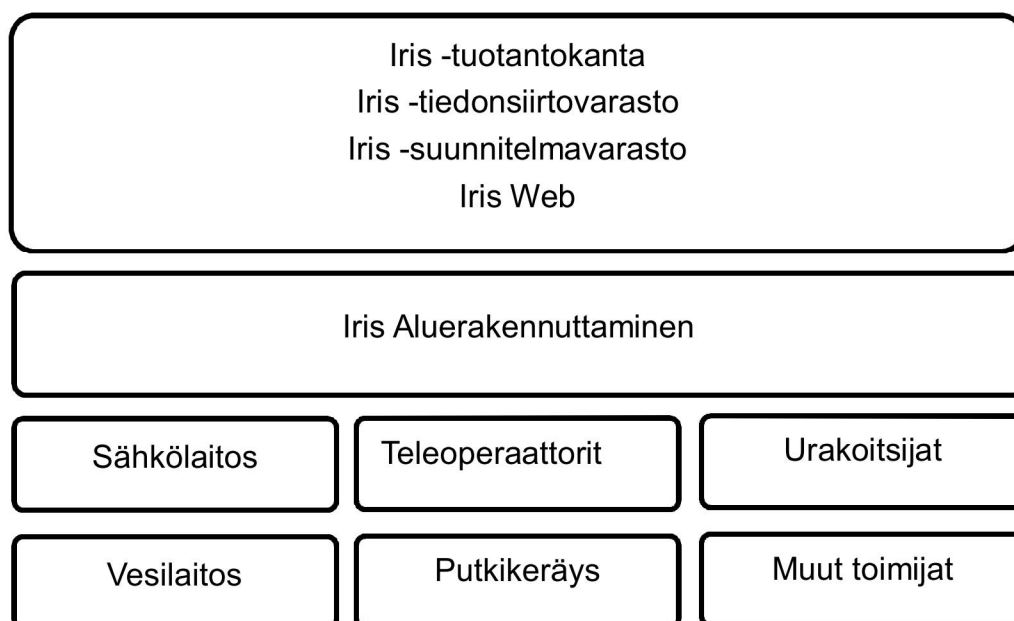 Iris -tuotantokanta
Iris -tiedonsiirtovarasto
Iris -suunnitelmavarasto
Iris Web
Iris Aluerakennuttaminen
Sähkölaitos
Teleoperaattorit
Urakoitsijat
Vesilaitos
Putkikeräys
Muut toimijat